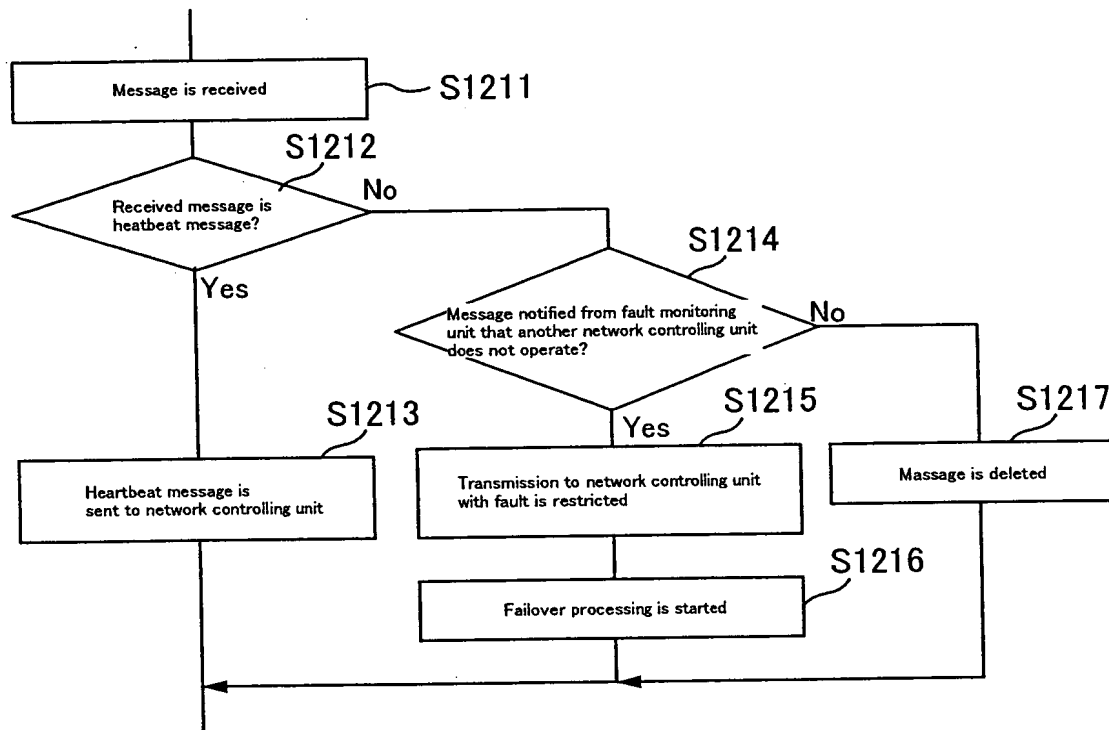 Message is received
S1211
S1212
Received message is
heatbeat message?
No
Yes
S1214
Message notified from fault monitoring
unit that another network controlling unit
does not operate?
No
Yes
S1213
Heartbeat message is
sent to network controlling unit
S1215
Transmission to network controlling unit
with fault is restricted
S1217
Massage is deleted
S1216
Failover processing is started